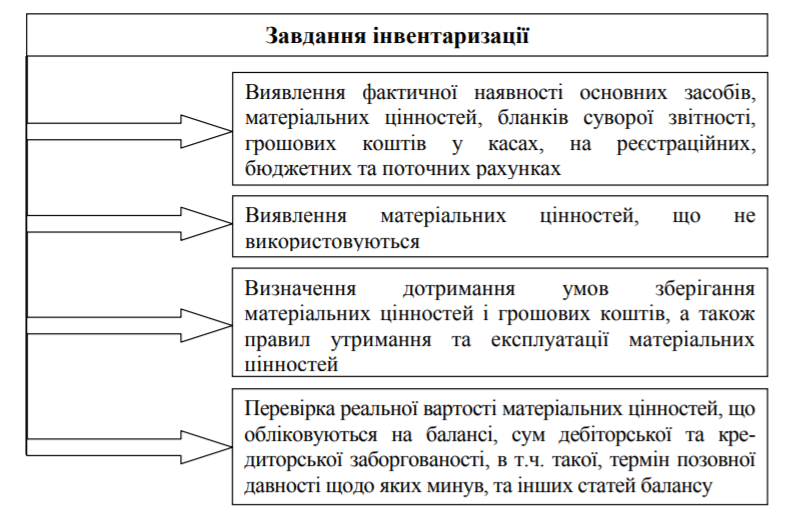 Завдання інвентаризації
Виявлення фактичної наявності основних засобів,
матеріальних цінностей, бланків суворої звітності,
грошових коштів у касах, на реєстраційних,
бюджетних та поточних рахунках
Виявлення матеріальних цінностей, що не
використовуються
Визначення дотримання умов зберігання
матеріальних цінностей і грошових коштів, а також
правил утримання та експлуатації матеріальних
цінностей
Перевірка реальної вартості матеріальних цінностей, що
обліковуються на балансі, сум дебіторської та кре-
диторської заборгованості, в т.ч. такої, термін позовної
давності щодо яких минув, та інших статей балансу